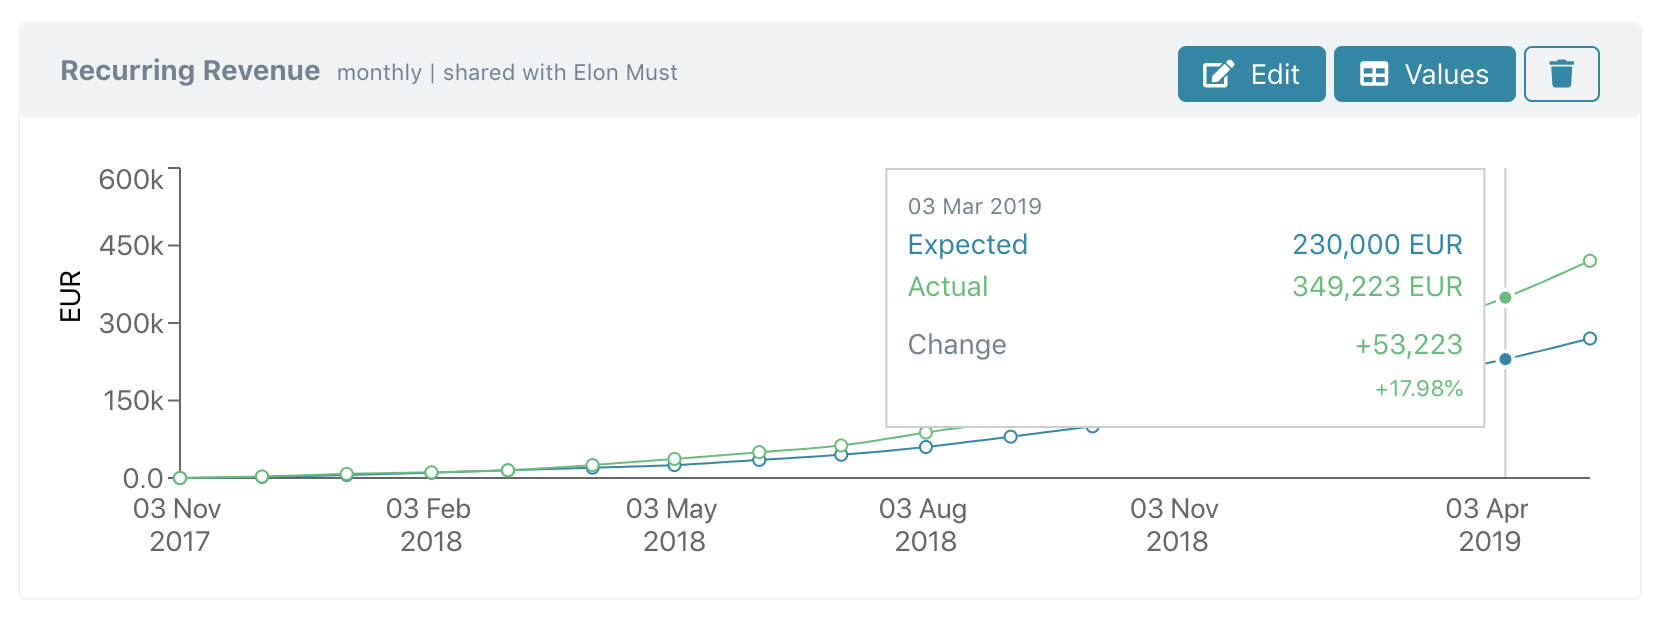 Recurring Revenue monthly | shared with Elon Must
Edit
Values
EUR
600k
450k
300k
150k
0.0
03 Mar 2019
Expected 230,000 EUR
Actual 349,223 EUR
Change +53,223
+17.98%
03 Nov 2017
03 Feb 2018
03 May 2018
03 Aug 2018
03 Nov 2018
03 Apr 2019